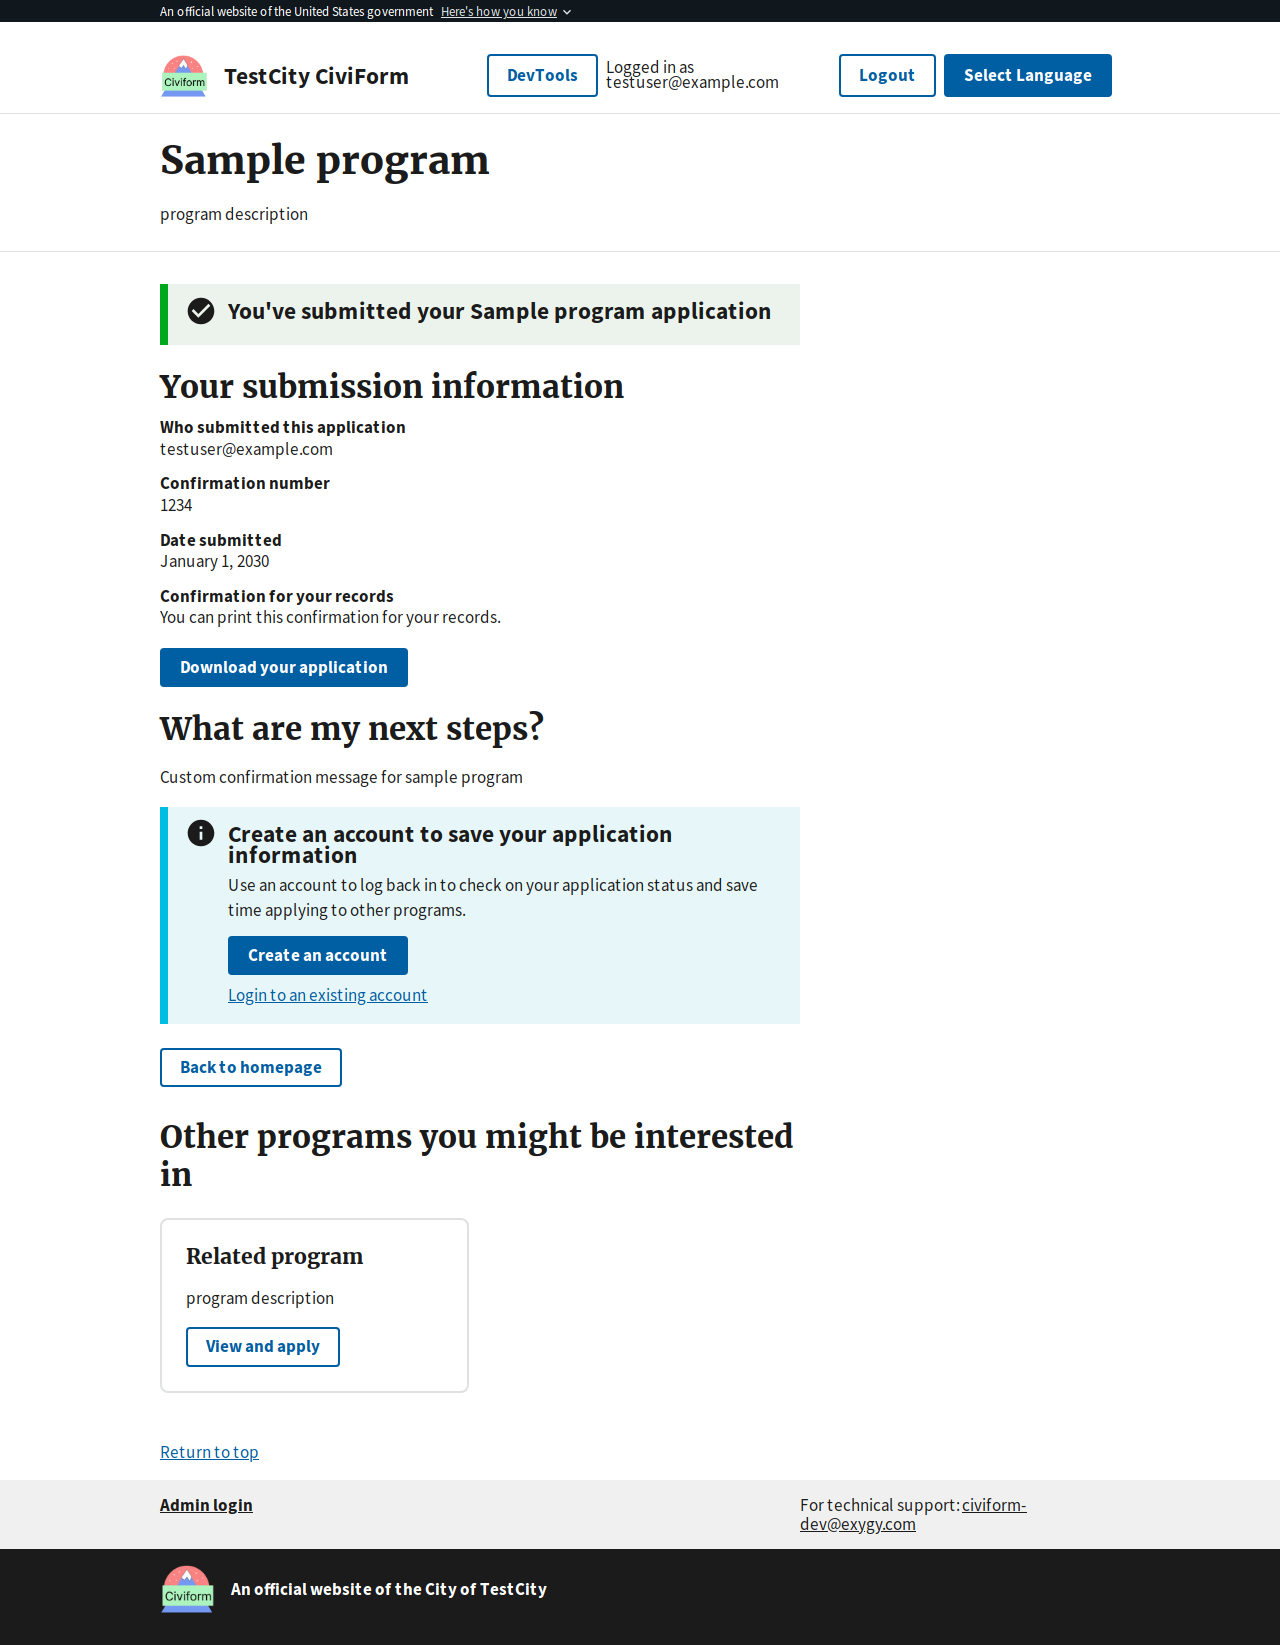 An official website of the United States government Here's how you know
Civiform
TestCity CiviForm
DevTools
Logged in as
testuser@example.com
Logout
Select Language
Sample program
program description
You've submitted your Sample program application
Your submission information
Who submitted this application
testuser@example.com
Confirmation number
1234
Date submitted
January 1, 2030
Confirmation for your records
You can print this confirmation for your records.
Download your application
What are my next steps?
Custom confirmation message for sample program
Create an account to save your application
information
Use an account to log back in to check on your application status and save
time applying to other programs.
Create an account
Login to an existing account
Back to homepage
Other programs you might be interested
in
Related program
program description
View and apply
Return to top
Admin login
For technical support: civiform-
dev@exygy.com
Civiform
An official website of the City of TestCity